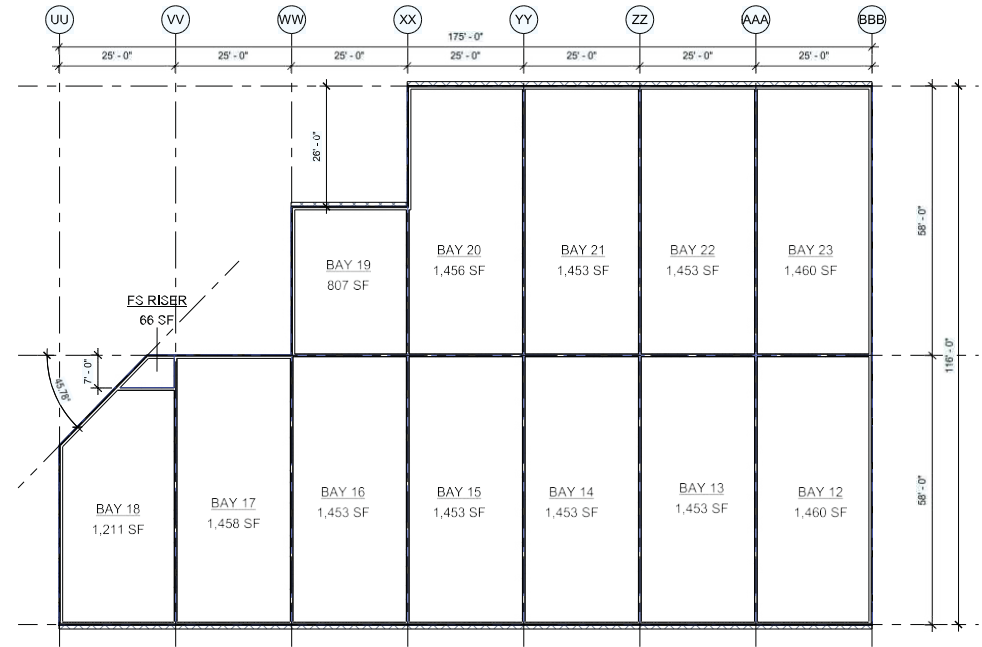 UU VV WW XX YY ZZ AAA BBB
175' - 0"
25' - 0" 25' - 0" 25' - 0" 25' - 0" 25' - 0" 25' - 0" 25' - 0"
26' - 0"
58' - 0"
BAY 19
807 SF
BAY 20
1,456 SF
BAY 21
1,453 SF
BAY 22
1,453 SF
BAY 23
1,460 SF
FS RISER
66 SF
7' - 0"
45.78°
116' - 0"
58' - 0"
BAY 18
1,211 SF
BAY 17
1,458 SF
BAY 16
1,453 SF
BAY 15
1,453 SF
BAY 14
1,453 SF
BAY 13
1,453 SF
BAY 12
1,460 SF